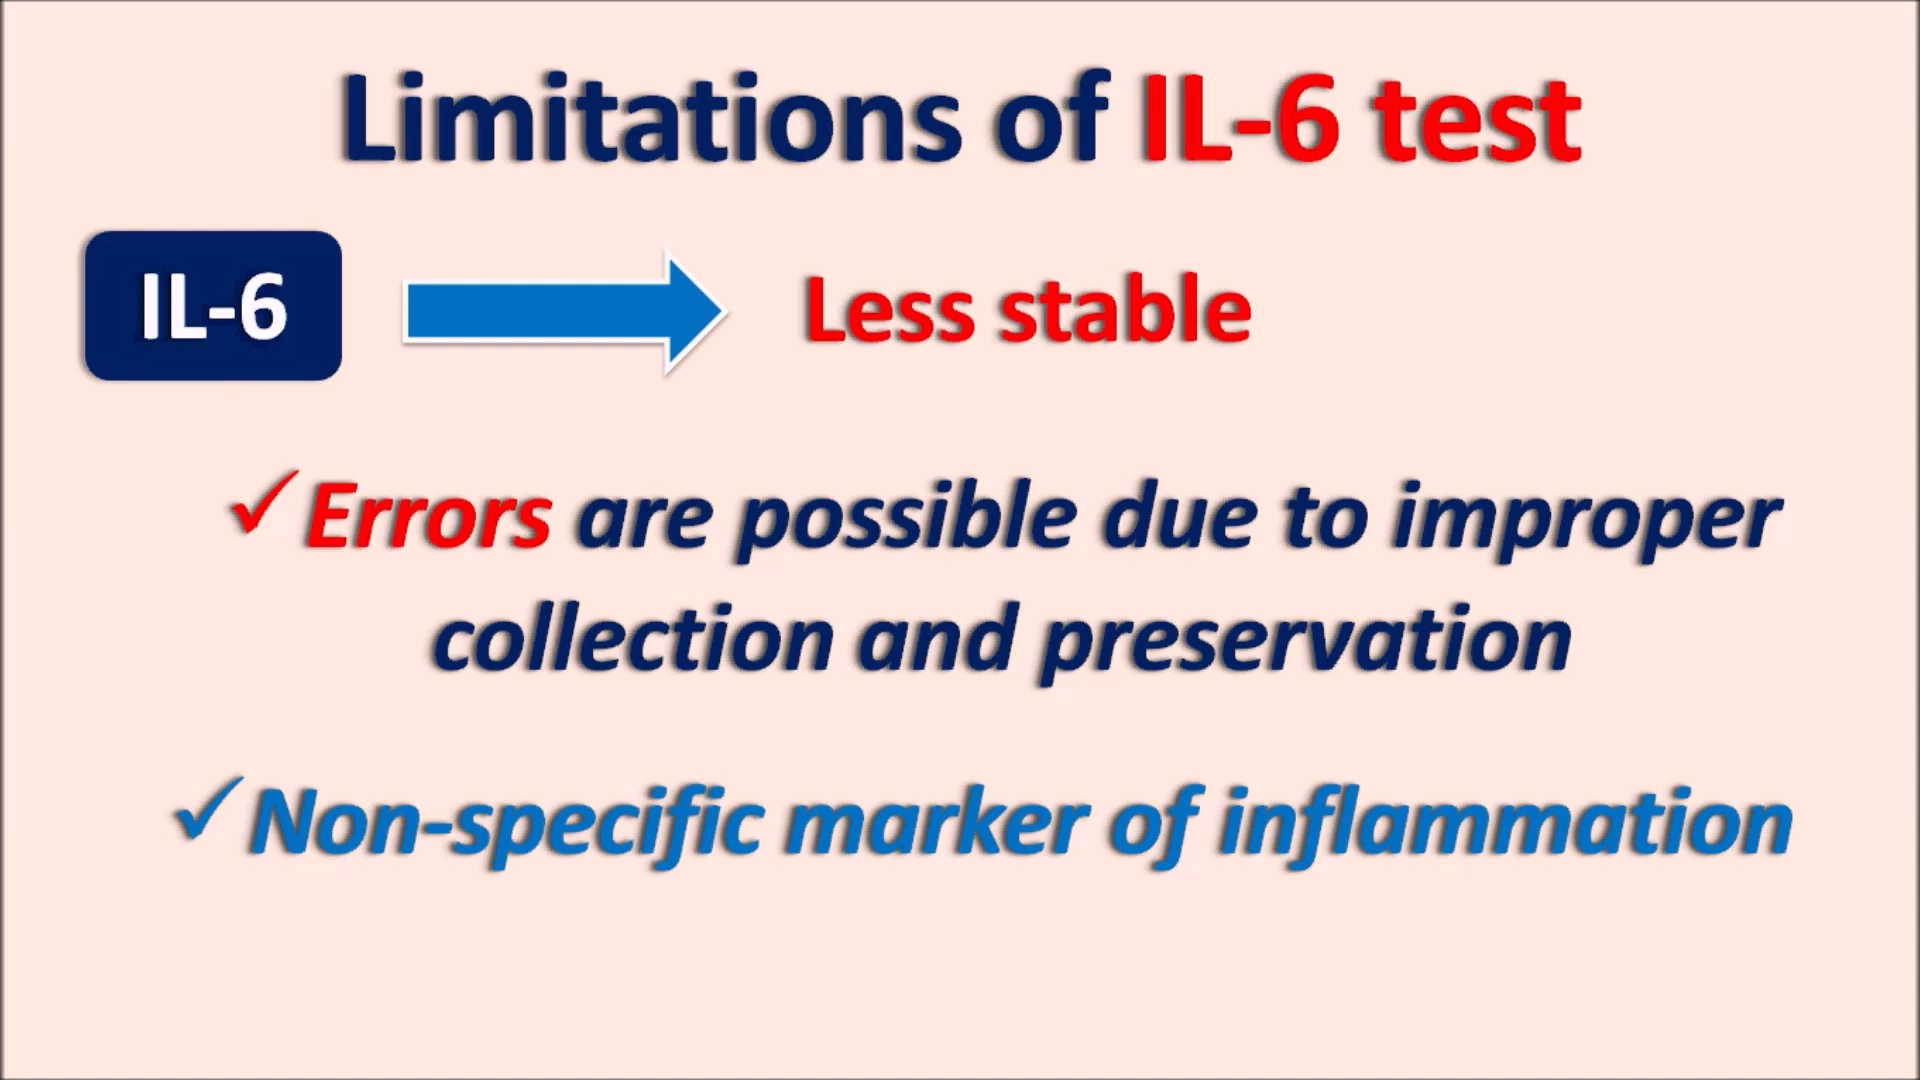 Limitations of IL-6 test
IL-6
Less stable
✓Errors are possible due to improper
collection and preservation
✓Non-specific marker of inflammation